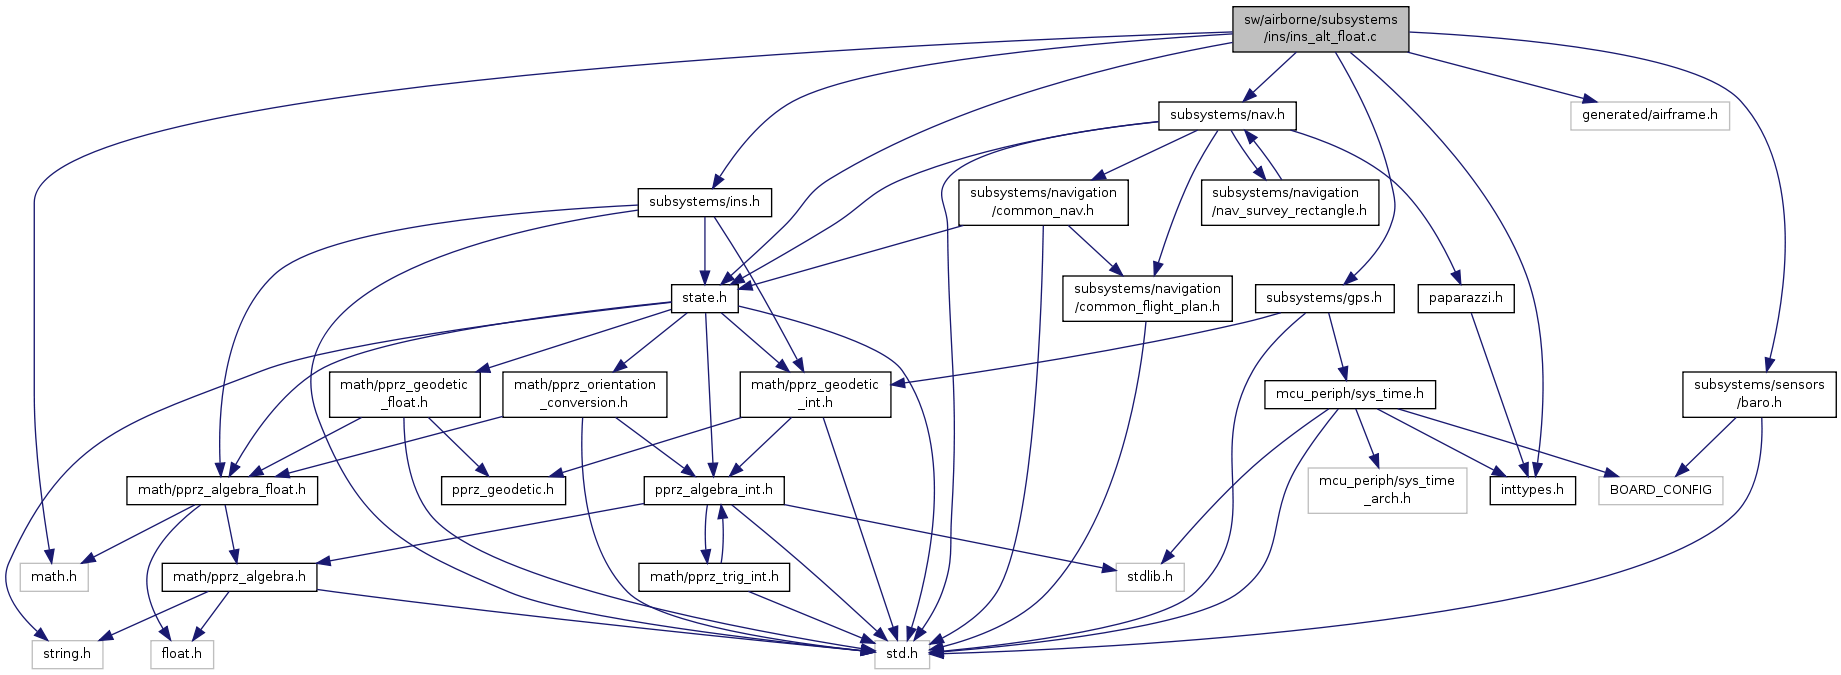 sw/airborne/subsystems
/ins/ins_alt_float.c
subsystems/nav.h
generated/airframe.h
subsystems/ins.h
subsystems/navigation
/common_nav.h
subsystems/navigation
/nav_survey_rectangle.h
state.h
subsystems/navigation
/common_flight_plan.h
subsystems/gps.h
paparazzi.h
math/pprz_geodetic
_float.h
math/pprz_orientation
_conversion.h
math/pprz_geodetic
_int.h
mcu_periph/sys_time.h
subsystems/sensors
/baro.h
math/pprz_algebra_float.h
pprz_geodetic.h
pprz_algebra_int.h
mcu_periph/sys_time
_arch.h
inttypes.h
BOARD_CONFIG
math.h
math/pprz_algebra.h
math/pprz_trig_int.h
stdlib.h
string.h
float.h
std.h